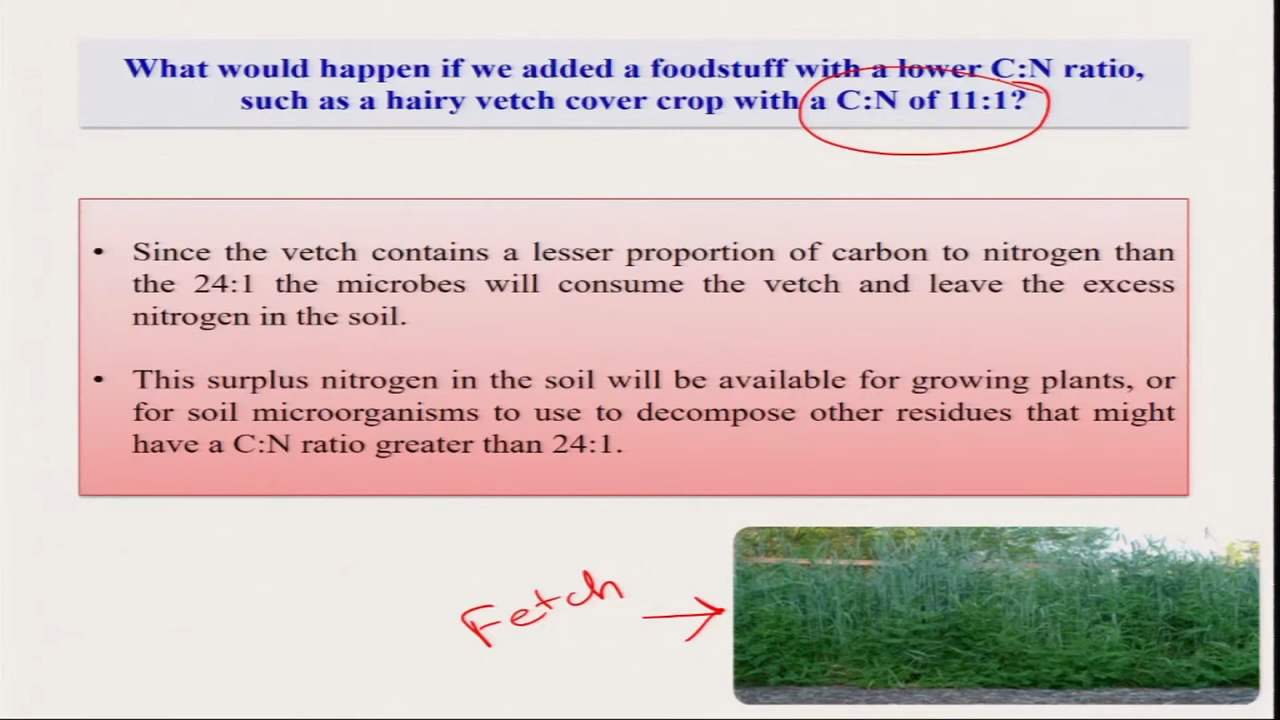 What would happen if we added a foodstuff with a lower C:N ratio,
such as a hairy vetch cover crop with a C:N of 11:1?
• Since the vetch contains a lesser proportion of carbon to nitrogen than
the 24:1 the microbes will consume the vetch and leave the excess
nitrogen in the soil.
• This surplus nitrogen in the soil will be available for growing plants, or
for soil microorganisms to use to decompose other residues that might
have a C:N ratio greater than 24:1.
Fetch →